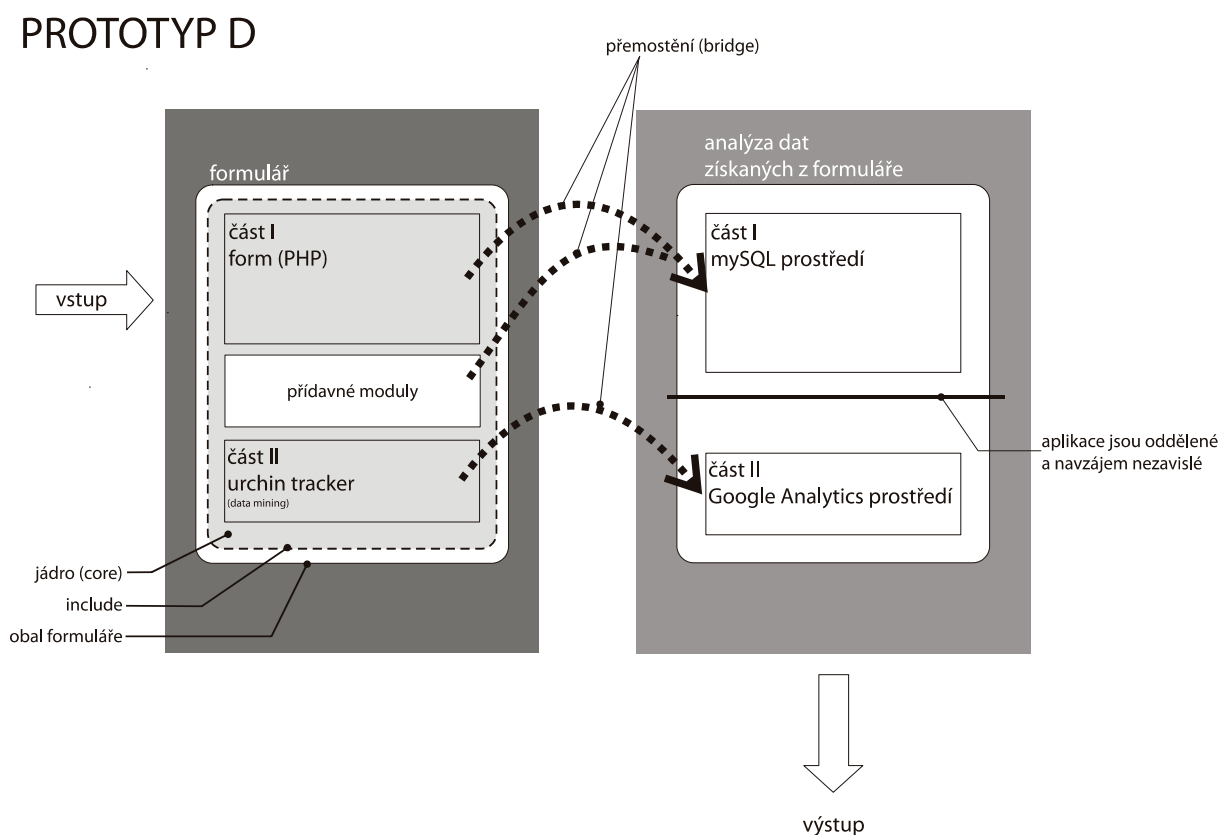 PROTOTYP D
přemostění (bridge)
formulář
část I
form (PHP)
vstup
přídavné moduly
část II
urchin tracker
(data mining)
jádro (core)
include
obal formuláře
analýza dat
získaných z formuláře
část I
mySQL prostředí
aplikace jsou oddělené
a navzájem nezavislé
část II
Google Analytics prostředí
výstup